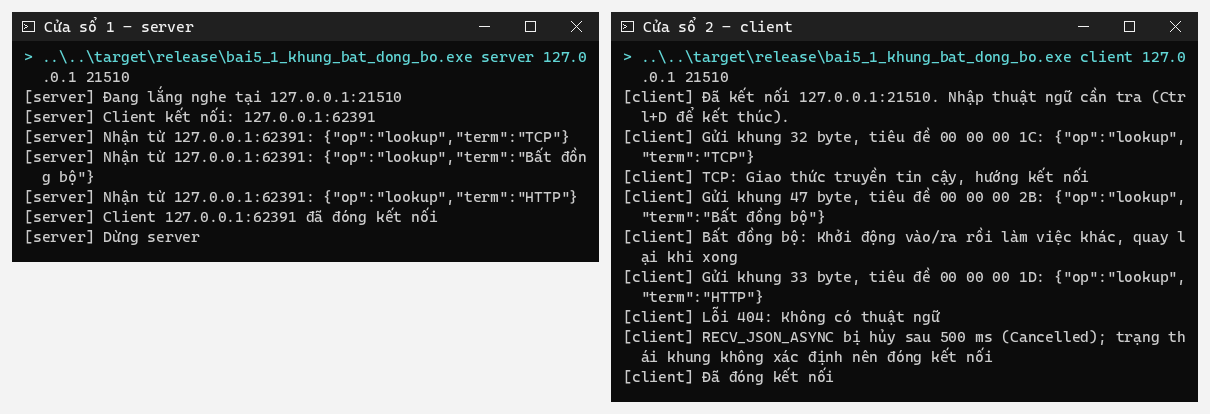 Cửa sổ 1 — server
> ..\..\target\release\bai5_1_khung_bat_dong_bo.exe server 127.0
.0.1 21510
[server] Đang lắng nghe tại 127.0.0.1:21510
[server] Client kết nối: 127.0.0.1:62391
[server] Nhận từ 127.0.0.1:62391: {"op":"lookup","term":"TCP"}
[server] Nhận từ 127.0.0.1:62391: {"op":"lookup","term":"Bất đồn
g bộ"}
[server] Nhận từ 127.0.0.1:62391: {"op":"lookup","term":"HTTP"}
[server] Client 127.0.0.1:62391 đã đóng kết nối
[server] Dừng server
Cửa sổ 2 — client
> ..\..\target\release\bai5_1_khung_bat_dong_bo.exe client 127.0
.0.1 21510
[client] Đã kết nối 127.0.0.1:21510. Nhập thuật ngữ cần tra (Ctr
l+D để kết thúc).
[client] Gửi khung 32 byte, tiêu đề 00 00 00 1C: {"op":"lookup",
"term":"TCP"}
[client] TCP: Giao thức truyền tin cậy, hướng kết nối
[client] Gửi khung 47 byte, tiêu đề 00 00 00 2B: {"op":"lookup",
"term":"Bất đồng bộ"}
[client] Bất đồng bộ: Khởi động vào/ra rồi làm việc khác, quay l
ại khi xong
[client] Gửi khung 33 byte, tiêu đề 00 00 00 1D: {"op":"lookup",
"term":"HTTP"}
[client] Lỗi 404: Không có thuật ngữ
[client] RECV_JSON_ASYNC bị hủy sau 500 ms (Cancelled); trạng th
ái khung không xác định nên đóng kết nối
[client] Đã đóng kết nối